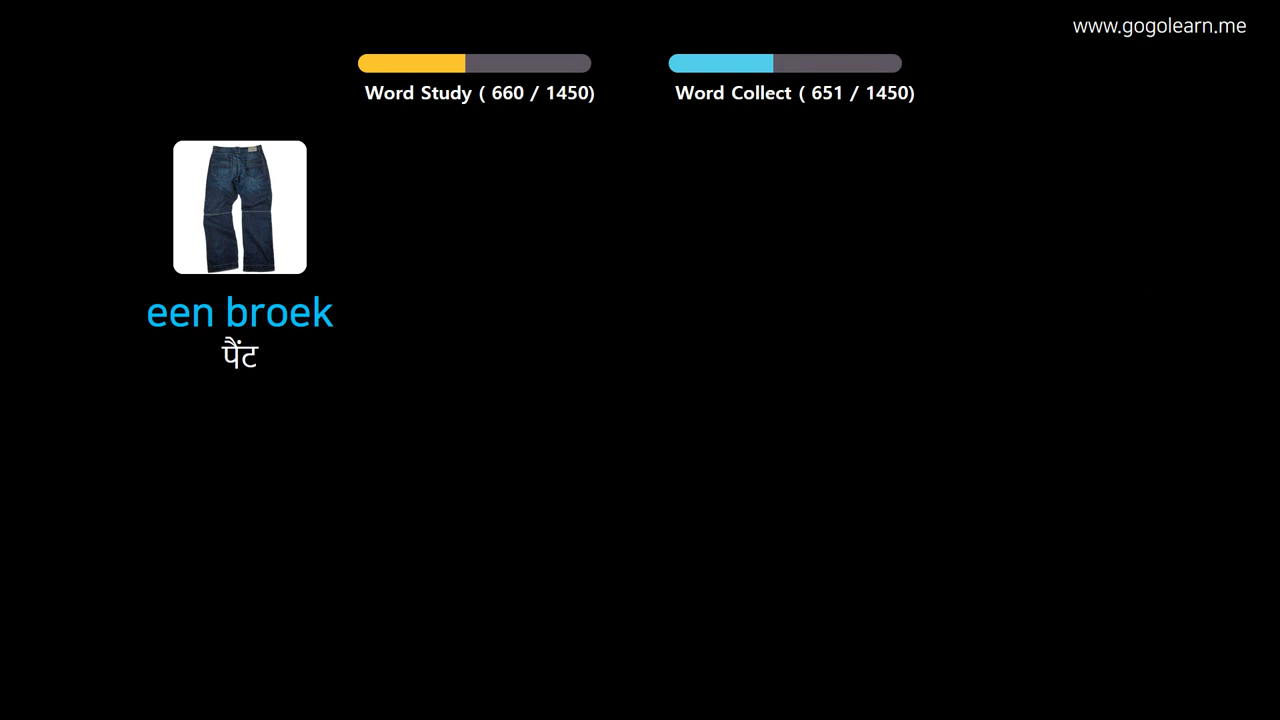 www.gogolearn.me
Word Study ( 660 / 1450)
Word Collect ( 651 / 1450)
een broek
पैंट